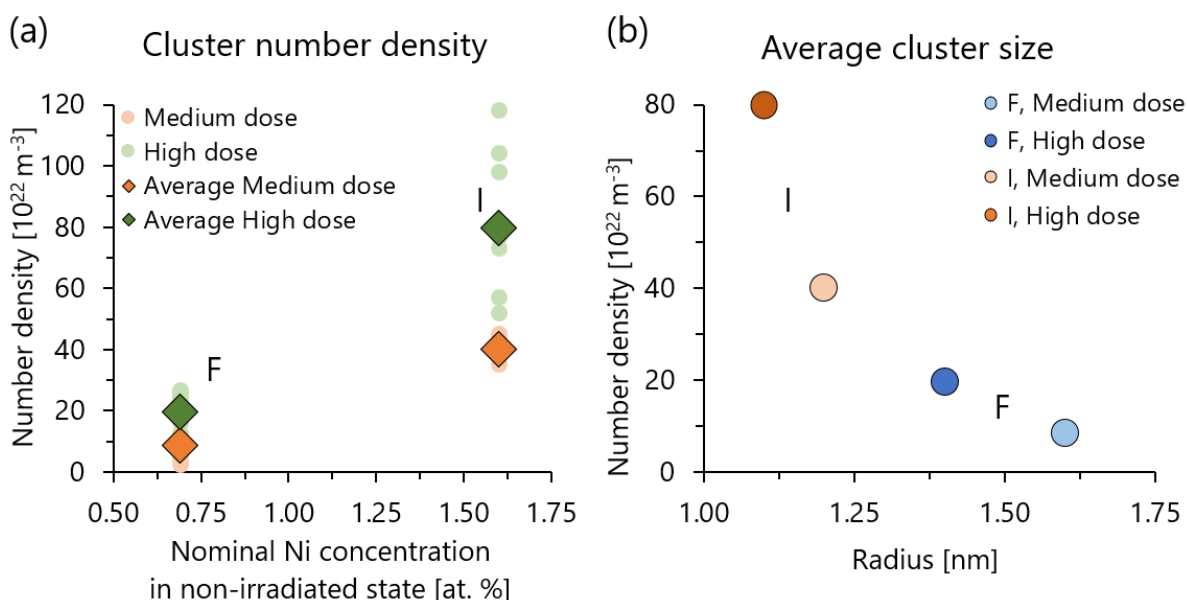 (a)
Cluster number density
Number density [10²² m⁻³]
120
100
80
60
40
20
0
Medium dose
High dose
Average Medium dose
Average High dose
I
F
0.50 0.75 1.00 1.25 1.50 1.75
Nominal Ni concentration
in non-irradiated state [at. %]
(b)
Average cluster size
Number density [10²² m⁻³]
80
60
40
20
0
F, Medium dose
F, High dose
I, Medium dose
I, High dose
I
F
1.00 1.25 1.50 1.75
Radius [nm]